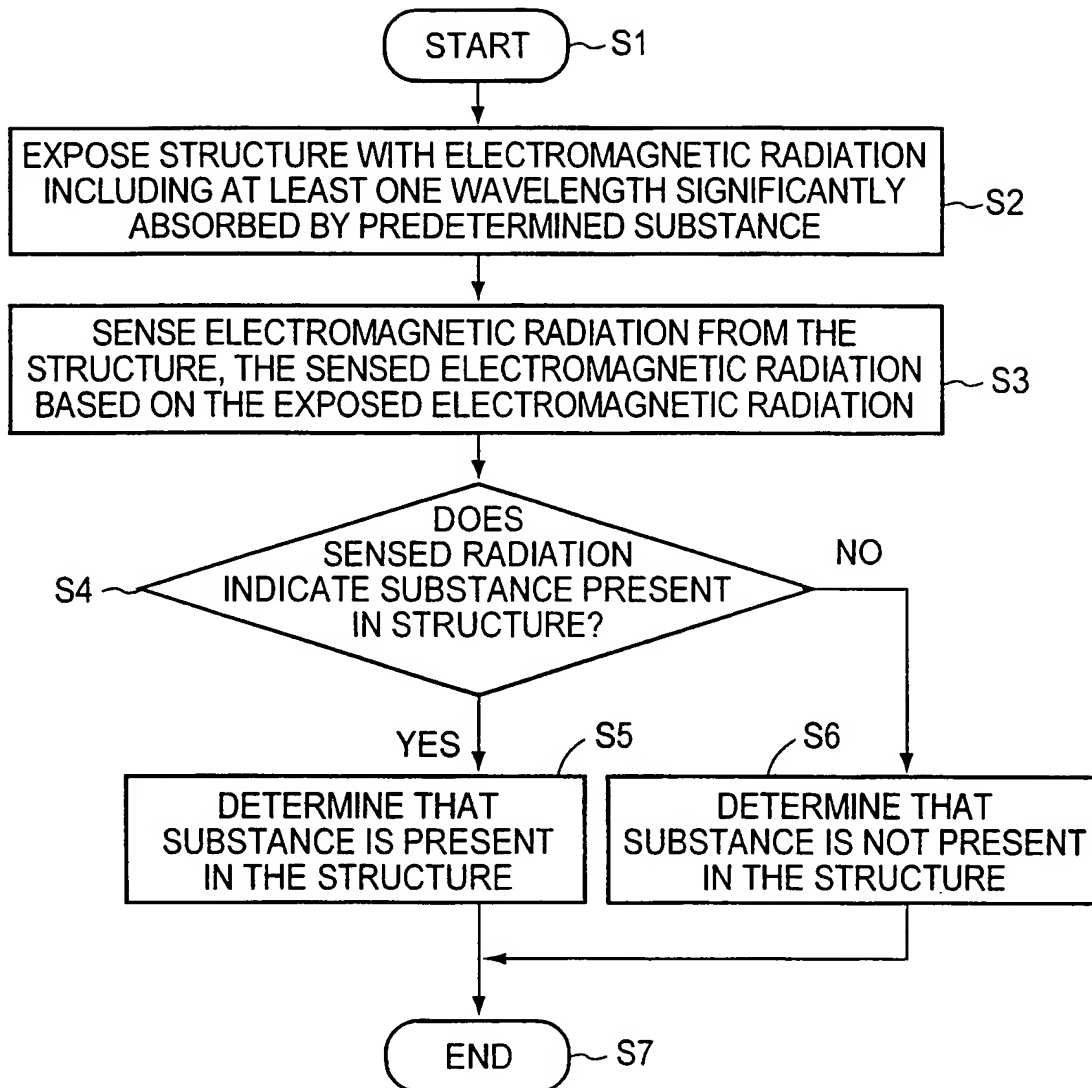 START
S1
EXPOSE STRUCTURE WITH ELECTROMAGNETIC RADIATION
INCLUDING AT LEAST ONE WAVELENGTH SIGNIFICANTLY
ABSORBED BY PREDETERMINED SUBSTANCE
S2
SENSE ELECTROMAGNETIC RADIATION FROM THE
STRUCTURE, THE SENSED ELECTROMAGNETIC RADIATION
BASED ON THE EXPOSED ELECTROMAGNETIC RADIATION
S3
DOES
SENSED RADIATION
INDICATE SUBSTANCE PRESENT
IN STRUCTURE?
S4
NO
YES
S5
DETERMINE THAT
SUBSTANCE IS PRESENT
IN THE STRUCTURE
S6
DETERMINE THAT
SUBSTANCE IS NOT PRESENT
IN THE STRUCTURE
END
S7